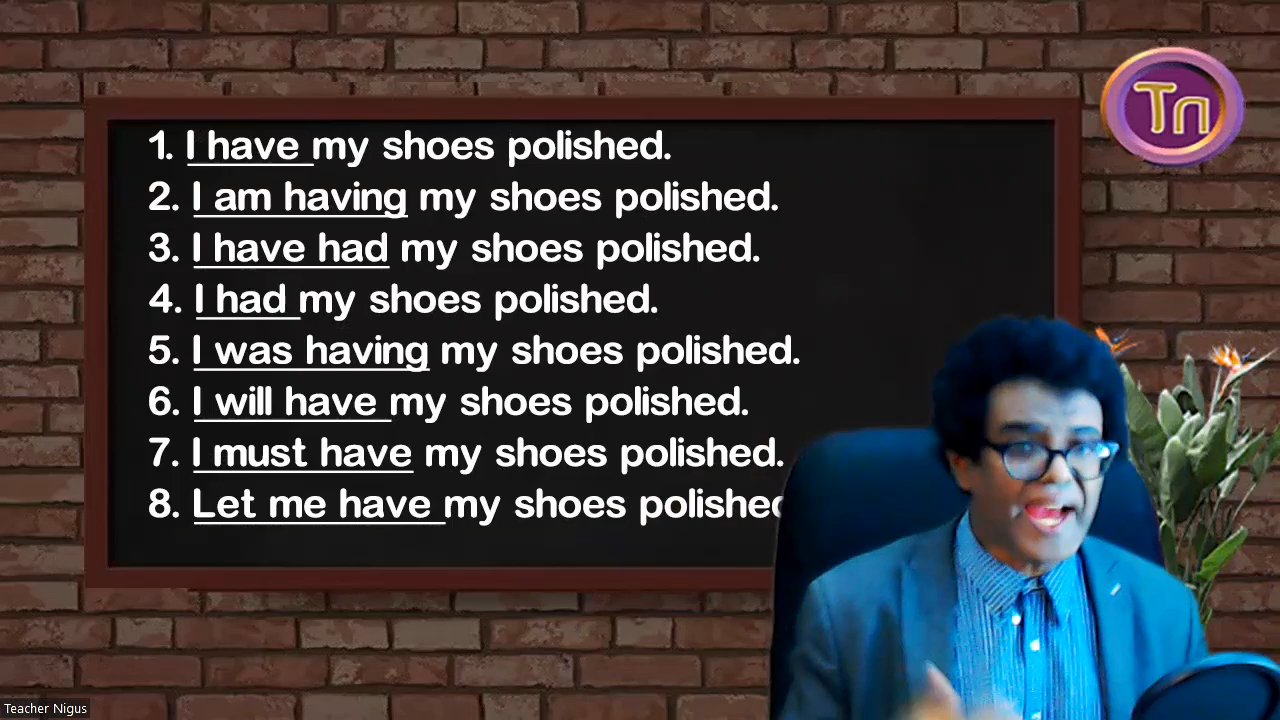 1. I have my shoes polished.
2. I am having my shoes polished.
3. I have had my shoes polished.
4. I had my shoes polished.
5. I was having my shoes polished.
6. I will have my shoes polished.
7. I must have my shoes polished.
8. Let me have my shoes polished
Tn
Teacher Nigus